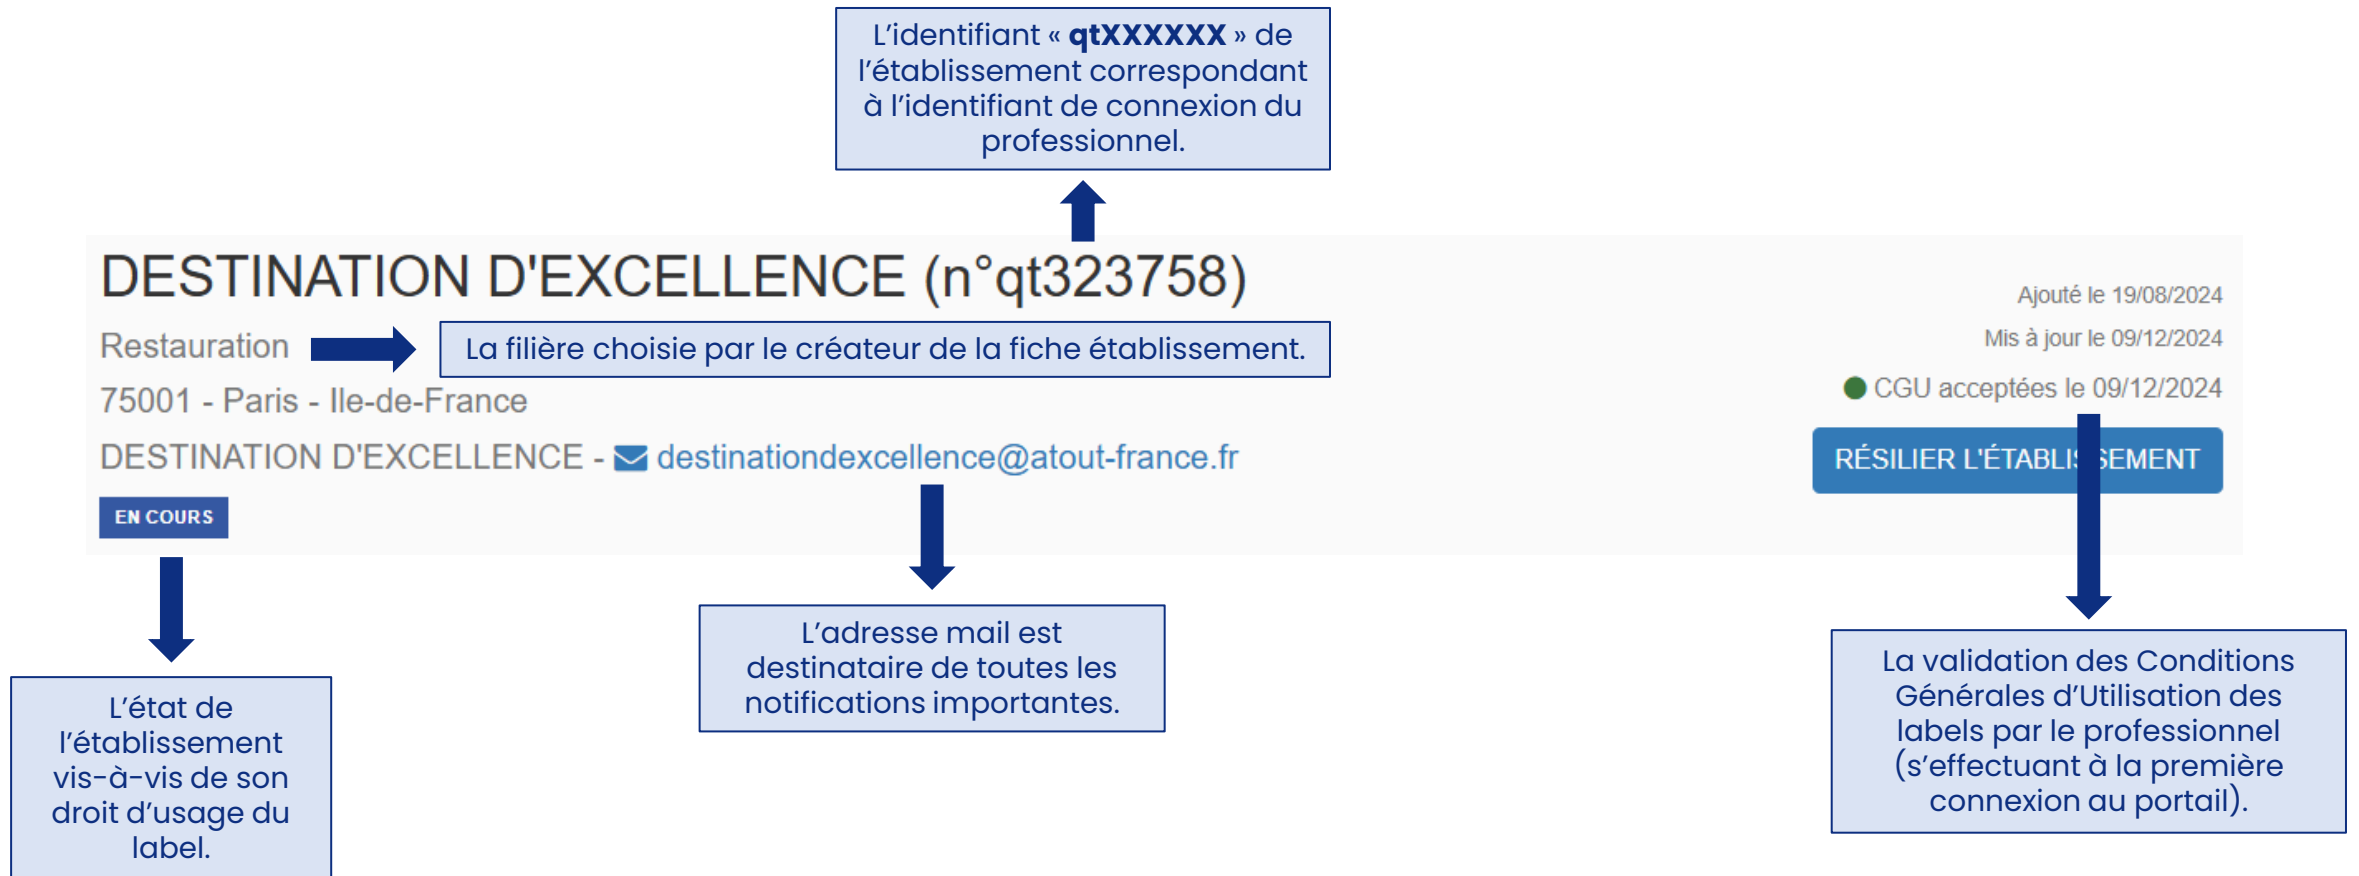 L’identifiant « qtXXXXXX » de
l’établissement correspondant
à l’identifiant de connexion du
professionnel.
DESTINATION D'EXCELLENCE (n°qt323758)
Ajouté le 19/08/2024
Restauration
La filière choisie par le créateur de la fiche établissement.
Mis à jour le 09/12/2024
75001 - Paris - Ile-de-France
CGU acceptées le 09/12/2024
DESTINATION D'EXCELLENCE - destinationdexcellence@atout-france.fr
RÉSILIER L'ÉTABLISSEMENT
EN COURS
L’adresse mail est
destinataire de toutes les
notifications importantes.
La validation des Conditions
Générales d’Utilisation des
labels par le professionnel
(s’effectuant à la première
connexion au portail).
L’état de
l’établissement
vis-à-vis de son
droit d’usage du
label.